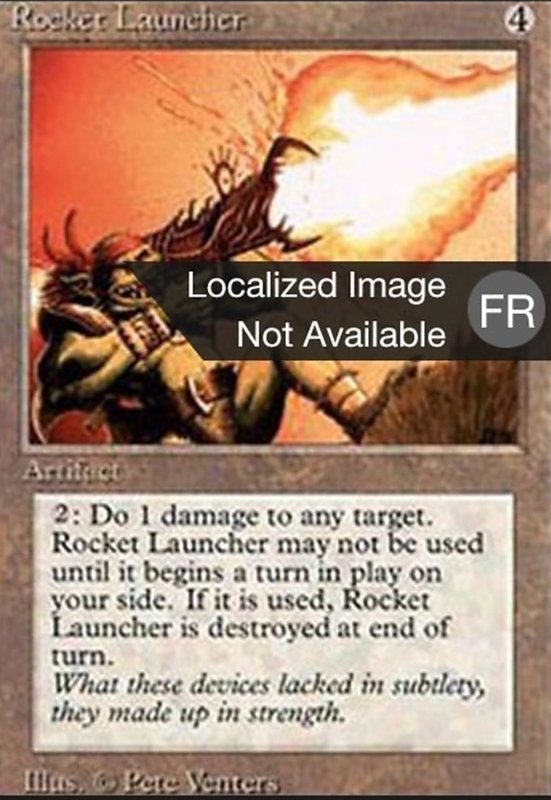 Rocket Launcher
4
Localized Image
Not Available
FR
Artifact
2: Do 1 damage to any target.
Rocket Launcher may not be used
until it begins a turn in play on
your side. If it is used, Rocket
Launcher is destroyed at end of
turn.
What these devices lacked in subtlety,
they made up in strength.
Illus. © Pete Venters